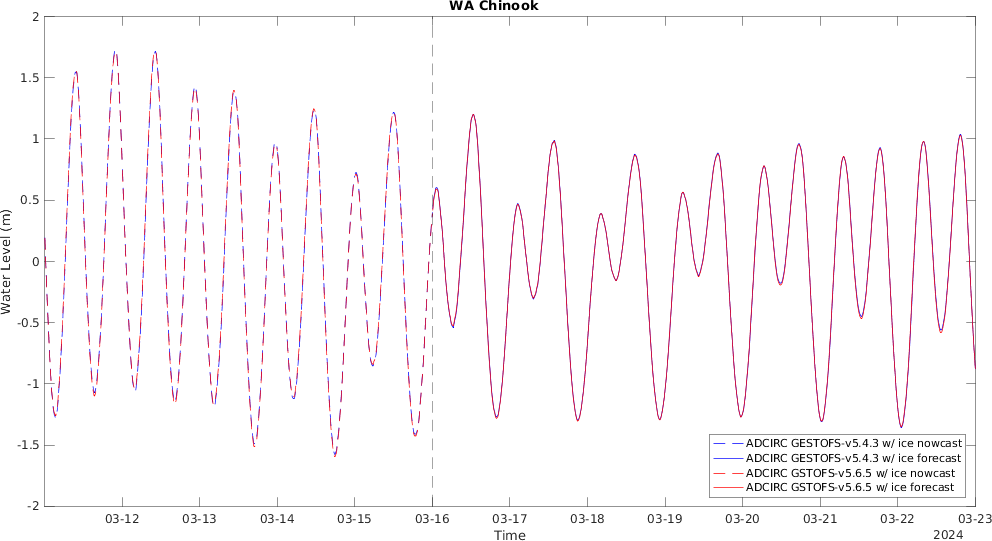 WA Chinook
2
1.5
1
0.5
0
-0.5
-1
-1.5
-2
Water Level (m)
03-12 03-13 03-14 03-15 03-16 03-17 03-18 03-19 03-20 03-21 03-22 03-23
Time
2024
ADCIRC GESTOFS-v5.4.3 w/ ice nowcast
ADCIRC GESTOFS-v5.4.3 w/ ice forecast
ADCIRC GSTOFS-v5.6.5 w/ ice nowcast
ADCIRC GSTOFS-v5.6.5 w/ ice forecast